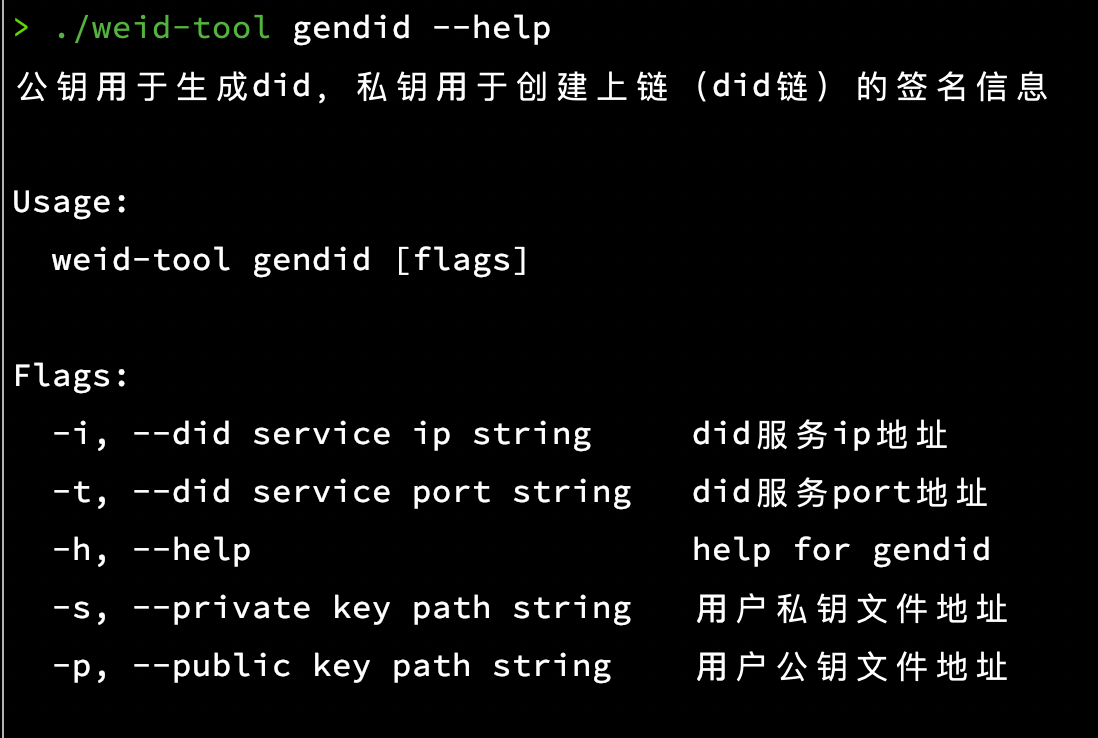 > ./weid-tool gendid --help
公钥用于生成did，私钥用于创建上链（did链）的签名信息
Usage:
weid-tool gendid [flags]
Flags:
-i, --did service ip string did服务ip地址
-t, --did service port string did服务port地址
-h, --help help for gendid
-s, --private key path string 用户私钥文件地址
-p, --public key path string 用户公钥文件地址